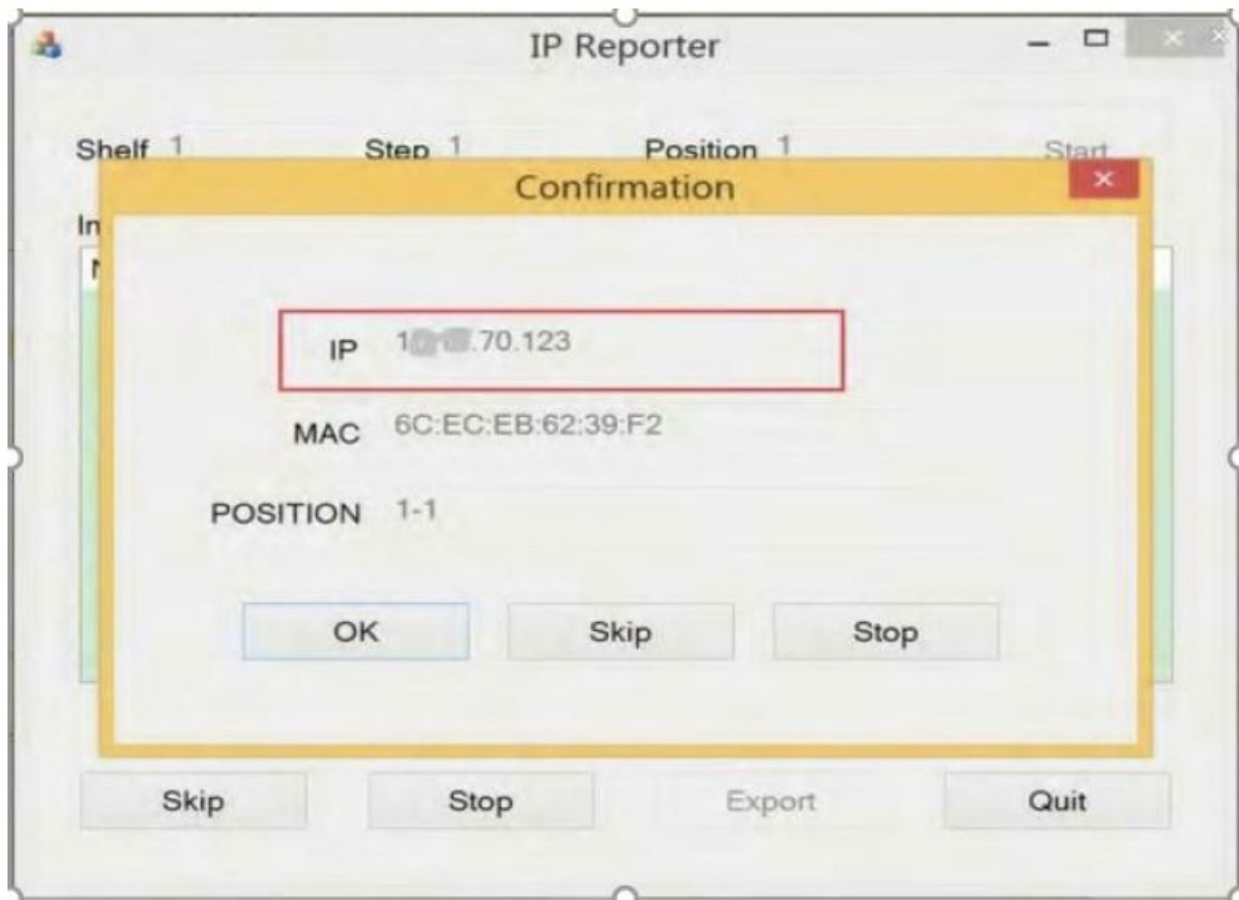 IP Reporter
Shelf 1 Step 1 Position 1 Start
Confirmation
IP .70.123
MAC 6C:EC:EB:62:39:F2
POSITION 1-1
OK Skip Stop
Skip Stop Export Quit